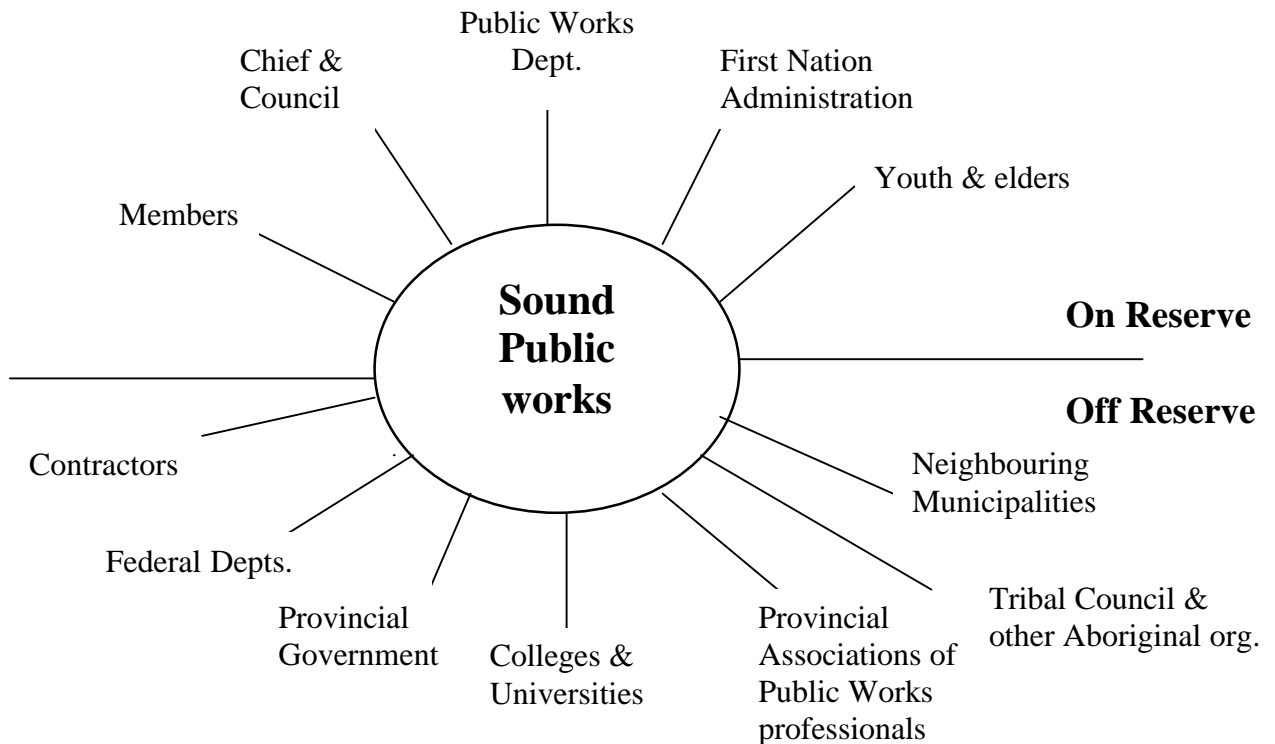 Public Works
Dept.
Chief &
Council
First Nation
Administration
Youth & elders
Members
Sound
Public
works
On Reserve
Off Reserve
Contractors
Neighbouring
Municipalities
Federal Depts.
Provincial
Government
Colleges &
Universities
Provincial
Associations of
Public Works
professionals
Tribal Council &
other Aboriginal org.